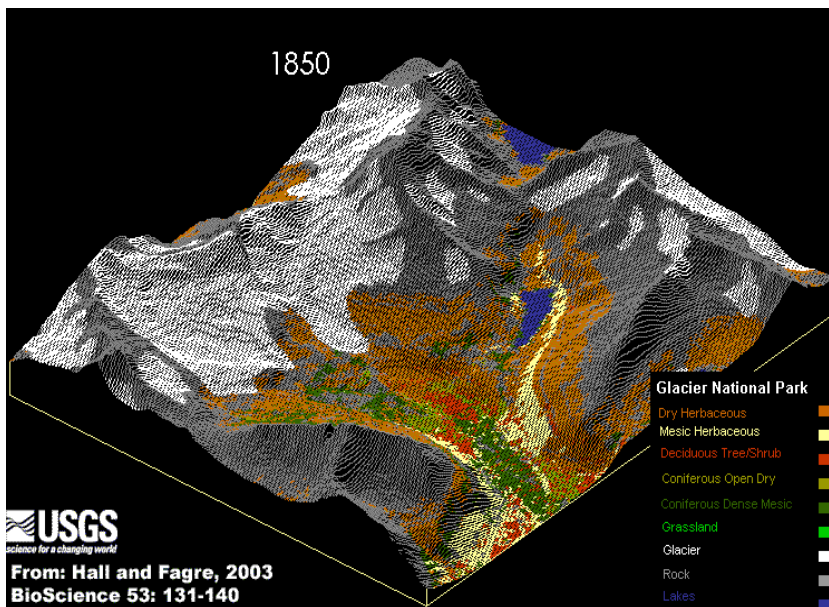 1850
Glacier National Park
Dry Herbaceous
Mesic Herbaceous
Deciduous Tree/Shrub
Coniferous Open Dry
Coniferous Dense Mesic
Grassland
Glacier
Rock
Lakes
USGS
science for a changing world
From: Hall and Fagre, 2003
BioScience 53: 131-140